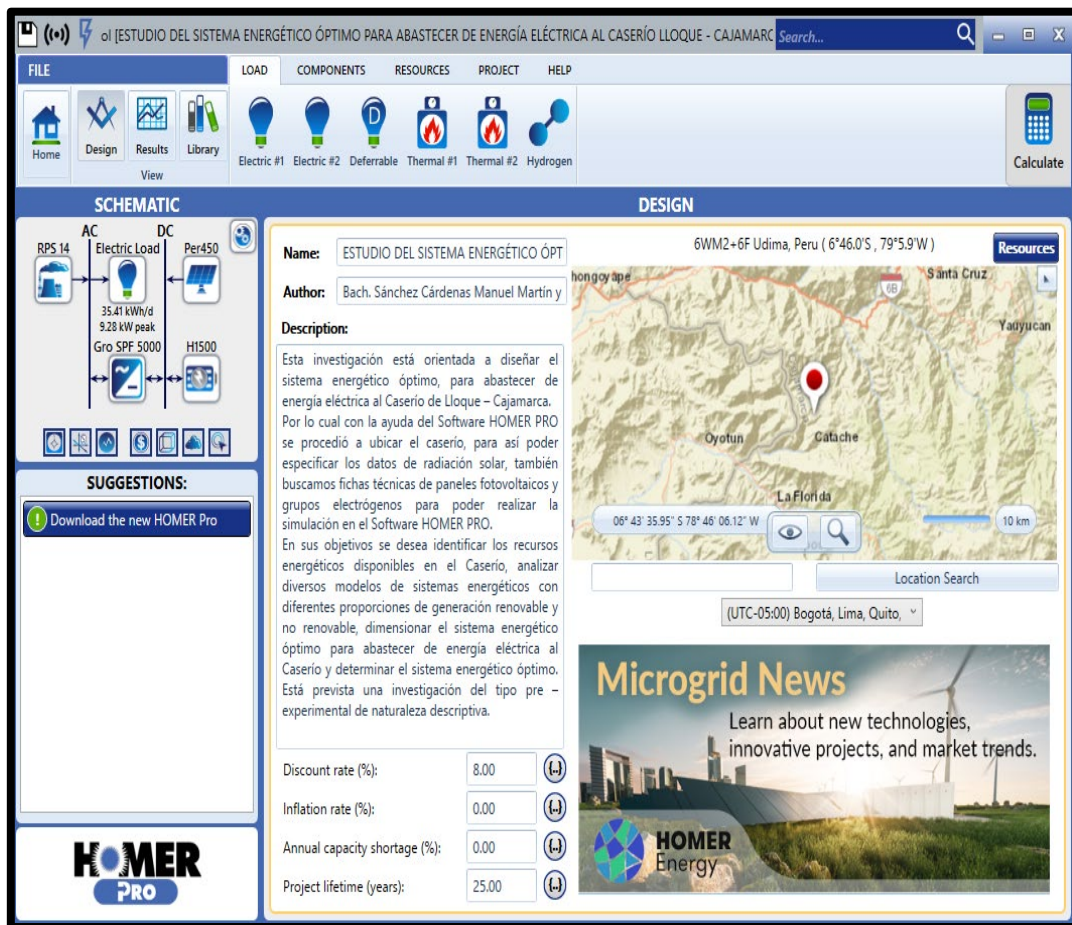 ol [ESTUDIO DEL SISTEMA ENERGÉTICO ÓPTIMO PARA ABASTECER DE ENERGÍA ELÉCTRICA AL CASERÍO LLOQUE - CAJAMARC
Search...
FILE
LOAD
COMPONENTS
RESOURCES
PROJECT
HELP
Home
Design
Results
Library
View
Electric #1
Electric #2
D
Deferrable
Thermal #1
Thermal #2
Hydrogen
Calculate
SCHEMATIC
AC
DC
RPS 14
Electric Load
Per450
35.41 kWh/d
9.28 kW peak
Gro SPF 5000
H1500
SUGGESTIONS:
Download the new HOMER Pro
HOMER
PRO
DESIGN
Name:
ESTUDIO DEL SISTEMA ENERGÉTICO ÓPT
Author:
Bach. Sánchez Cárdenas Manuel Martín y
Description:
Esta investigación está orientada a diseñar el
sistema energético óptimo, para abastecer de
energía eléctrica al Caserío de Lloque – Cajamarca.
Por lo cual con la ayuda del Software HOMER PRO
se procedió a ubicar el caserío, para así poder
especificar los datos de radiación solar, también
buscamos fichas técnicas de paneles fotovoltaicos y
grupos electrógenos para poder realizar la
simulación en el Software HOMER PRO.
En sus objetivos se desea identificar los recursos
energéticos disponibles en el Caserío, analizar
diversos modelos de sistemas energéticos con
diferentes proporciones de generación renovable y
no renovable, dimensionar el sistema energético
óptimo para abastecer de energía eléctrica al
Caserío y determinar el sistema energético óptimo.
Está prevista una investigación del tipo pre –
experimental de naturaleza descriptiva.
Discount rate (%):
8.00
Inflation rate (%):
0.00
Annual capacity shortage (%):
0.00
Project lifetime (years):
25.00
6WM2+6F Udima, Peru ( 6°46.0'S , 79°5.9'W )
Resources
hongoyape
Santa Cruz
6B
Yauyucan
Oyotun
Catache
La Florida
06° 43' 35.95" S 78° 46' 06.12" W
10 km
Location Search
(UTC-05:00) Bogotá, Lima, Quito,
Microgrid News
Learn about new technologies,
innovative projects, and market trends.
HOMER
Energy